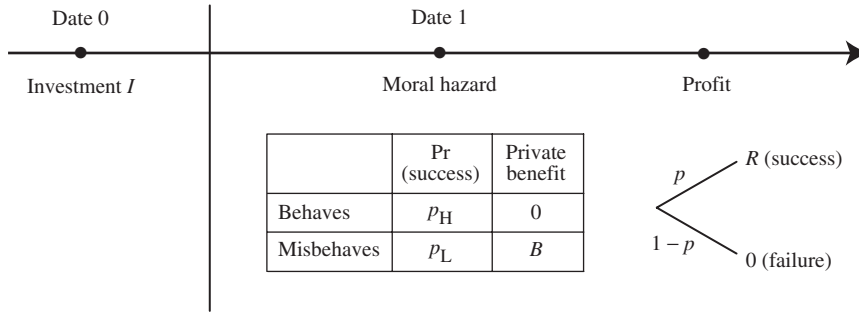 Date 0
Date 1
Investment I
Moral hazard
Profit
Pr
(success)
Private
benefit
Behaves
p_H
0
Misbehaves
p_L
B
p
R (success)
1 − p
0 (failure)